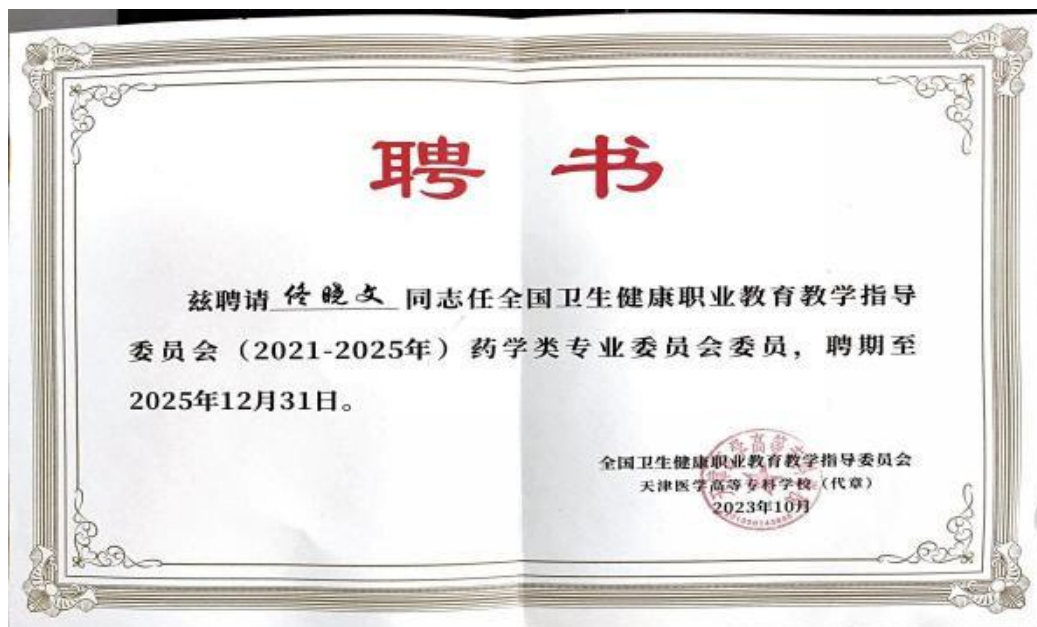 聘 书
兹聘请 佟晓文 同志任全国卫生健康职业教育教学指导
委员会（2021-2025年）药学类专业委员会委员，聘期至
2025年12月31日。
全国卫生健康职业教育教学指导委员会
天津医学高等专科学校（代章）
2023年10月